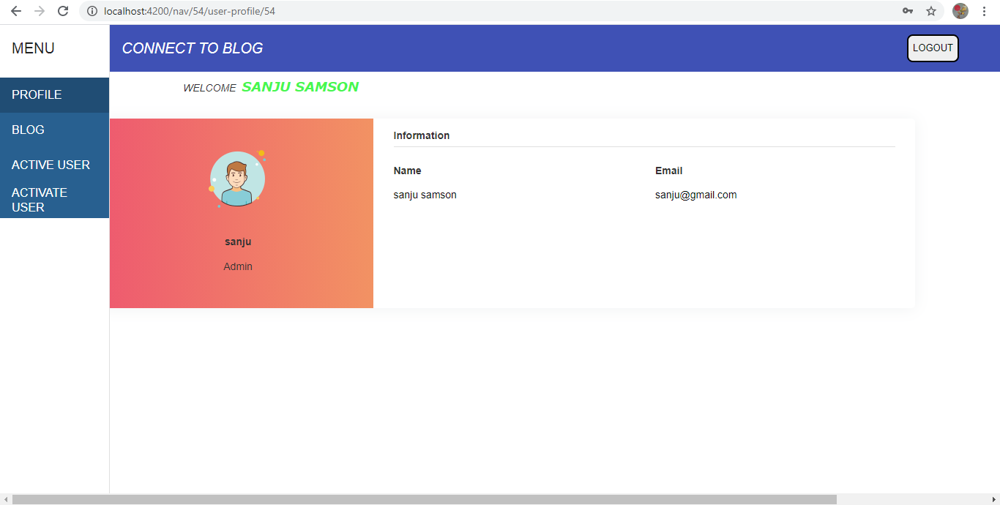 localhost:4200/nav/54/user-profile/54
MENU
CONNECT TO BLOG
LOGOUT
PROFILE
BLOG
ACTIVE USER
ACTIVATE
USER
WELCOME SANJU SAMSON
sanju
Admin
Information
Name Email
sanju samson sanju@gmail.com